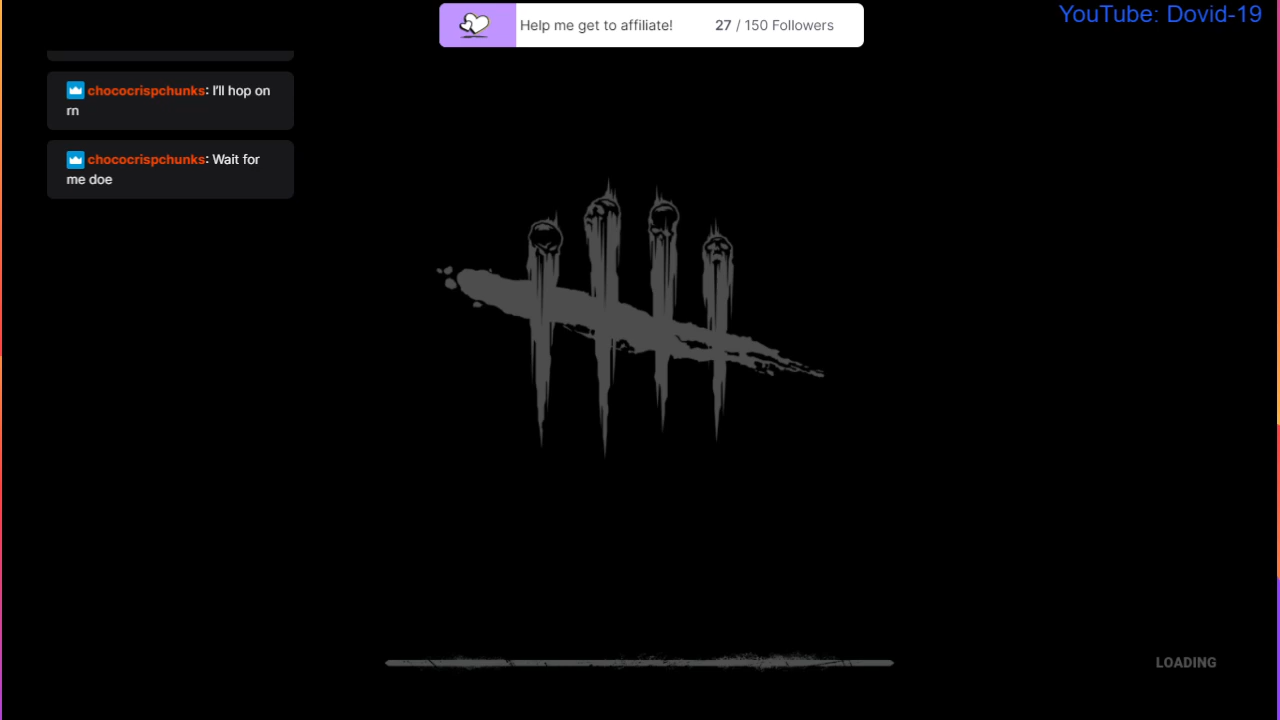 Help me get to affiliate! 27 / 150 Followers
YouTube: Dovid-19
chococrispchunks: I'll hop on
rn
chococrispchunks: Wait for
me doe
LOADING